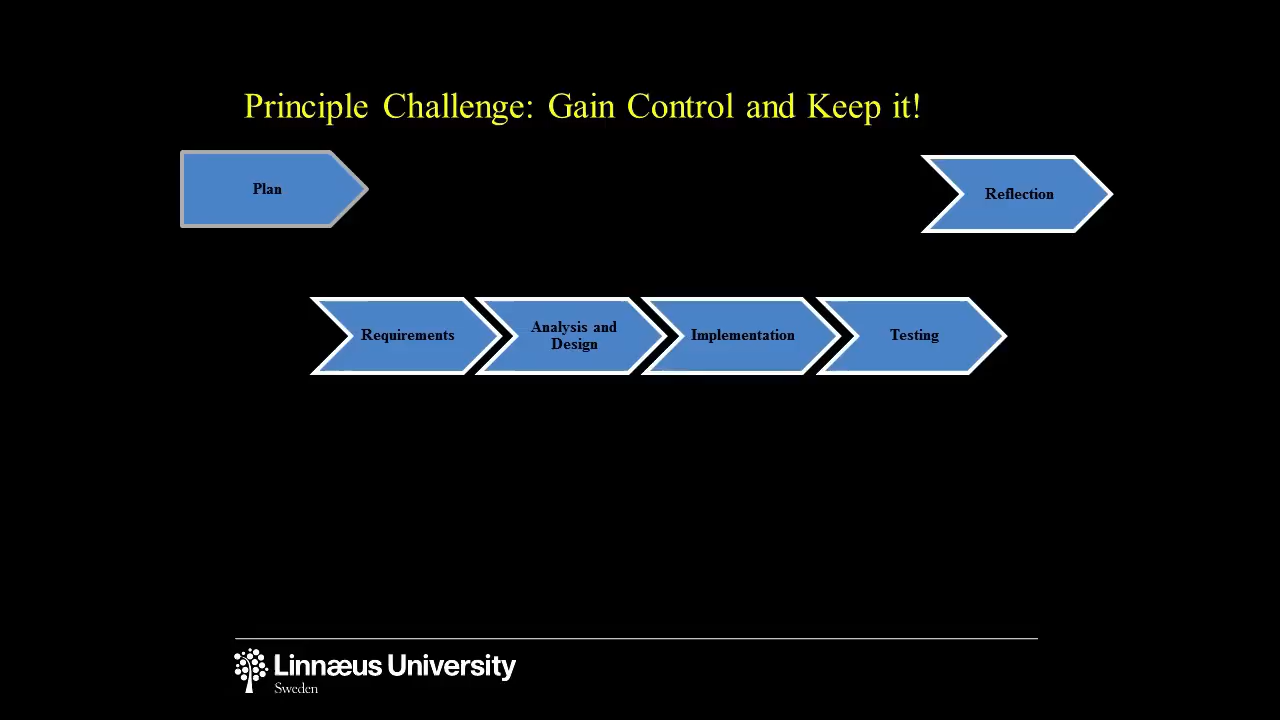 Principle Challenge: Gain Control and Keep it!
Plan
Reflection
Requirements
Analysis and
Design
Implementation
Testing
Linnæus University
Sweden